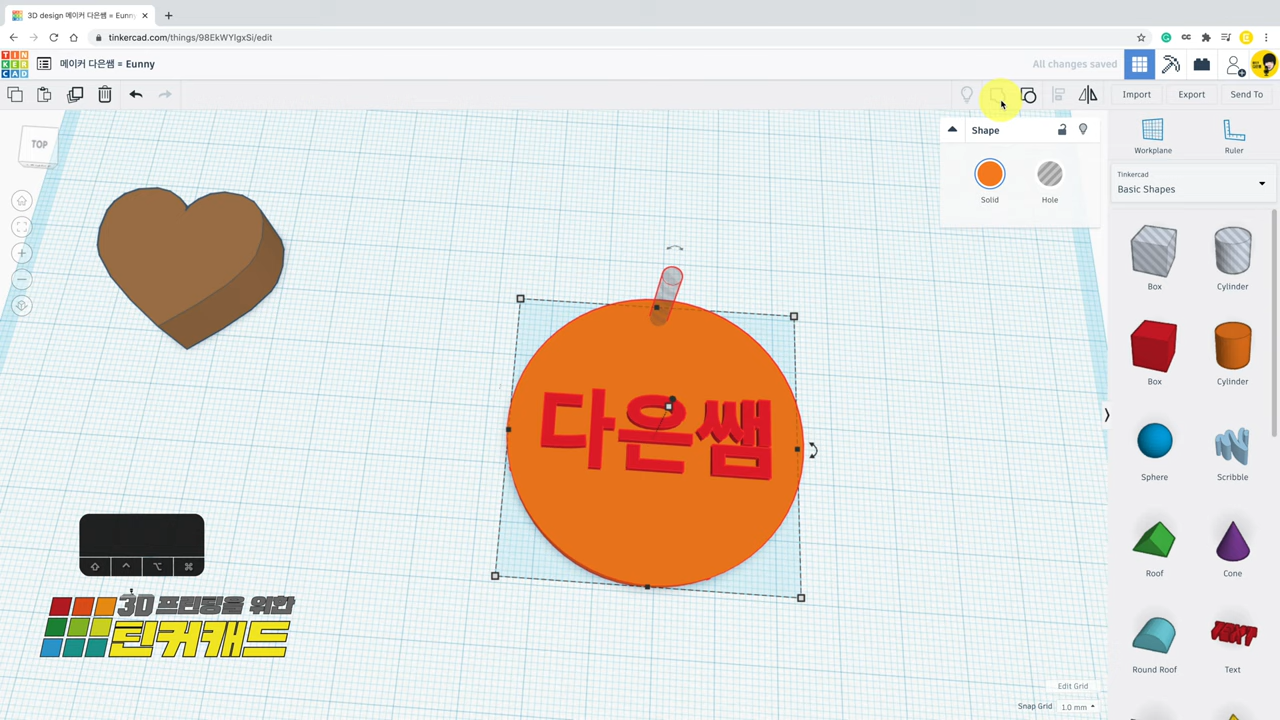 3D design 메이커 다은쌤 = Eunny
tinkercad.com/things/98EkWYIgxSi/edit
TIN
KER
CAD
메이커 다은쌤 = Eunny
All changes saved
Import
Export
Send To
TOP
Shape
Solid
Hole
Workplane
Ruler
Tinkercad
Basic Shapes
Box
Cylinder
Box
Cylinder
Sphere
Scribble
Roof
Cone
Round Roof
TEXT
Text
다은쌤
3D 프린팅을 위한
틴커캐드
Edit Grid
Snap Grid 1.0 mm